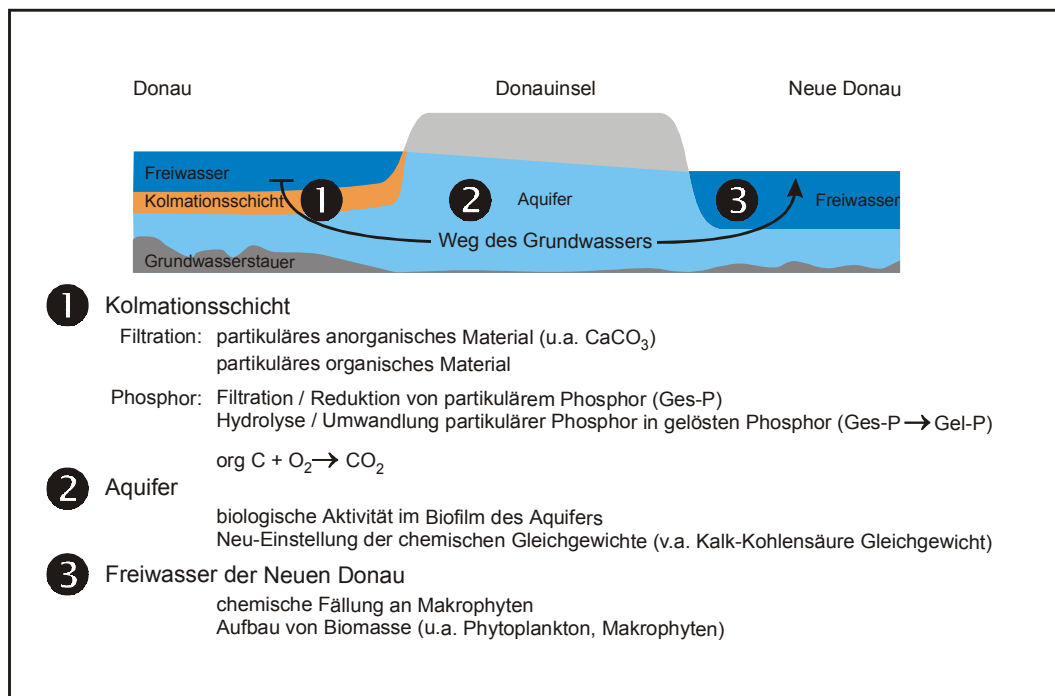 Donau Donauinsel Neue Donau
Freiwasser
Kolmationsschicht 1 2 Aquifer 3 Freiwasser
Weg des Grundwassers
Grundwasserstauer
1 Kolmationsschicht
Filtration: partikuläres anorganisches Material (u.a. CaCO₃)
partikuläres organisches Material
Phosphor: Filtration / Reduktion von partikulärem Phosphor (Ges-P)
Hydrolyse / Umwandlung partikulärer Phosphor in gelösten Phosphor (Ges-P → Gel-P)
org C + O₂ → CO₂
2 Aquifer
biologische Aktivität im Biofilm des Aquifers
Neu-Einstellung der chemischen Gleichgewichte (v.a. Kalk-Kohlensäure Gleichgewicht)
3 Freiwasser der Neuen Donau
chemische Fällung an Makrophyten
Aufbau von Biomasse (u.a. Phytoplankton, Makrophyten)